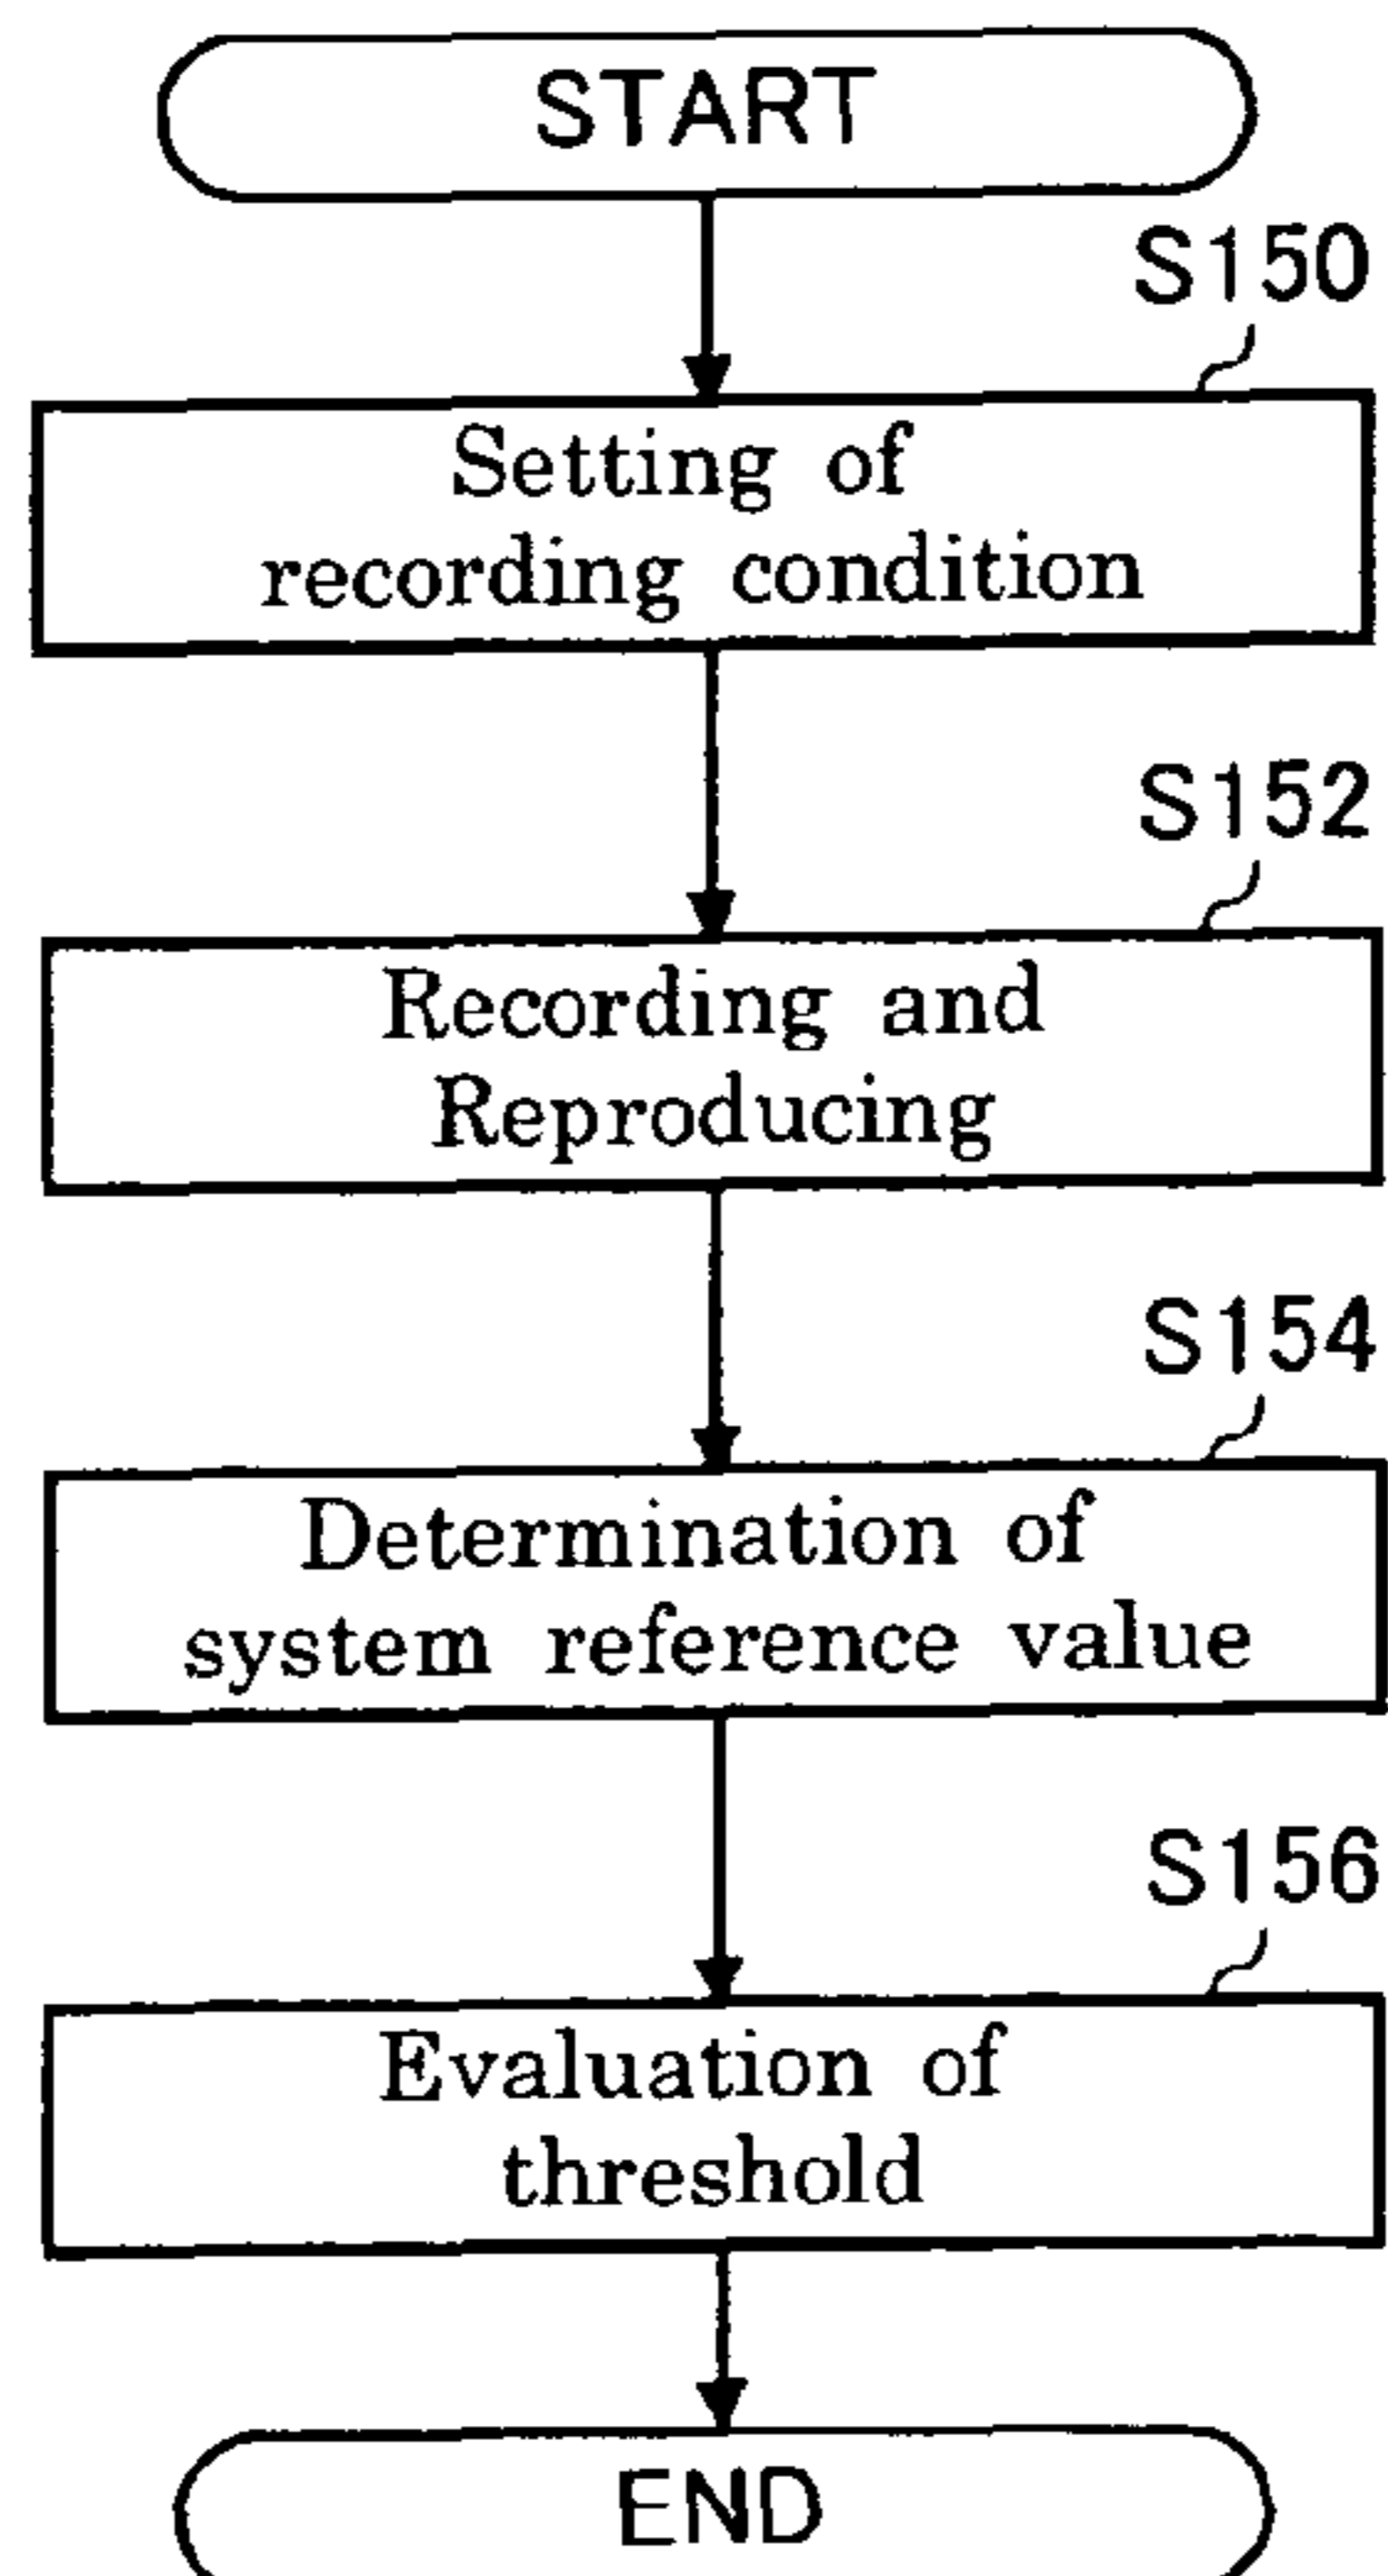 START
S150
Setting of
recording condition
S152
Recording and
Reproducing
S154
Determination of
system reference value
S156
Evaluation of
threshold
END